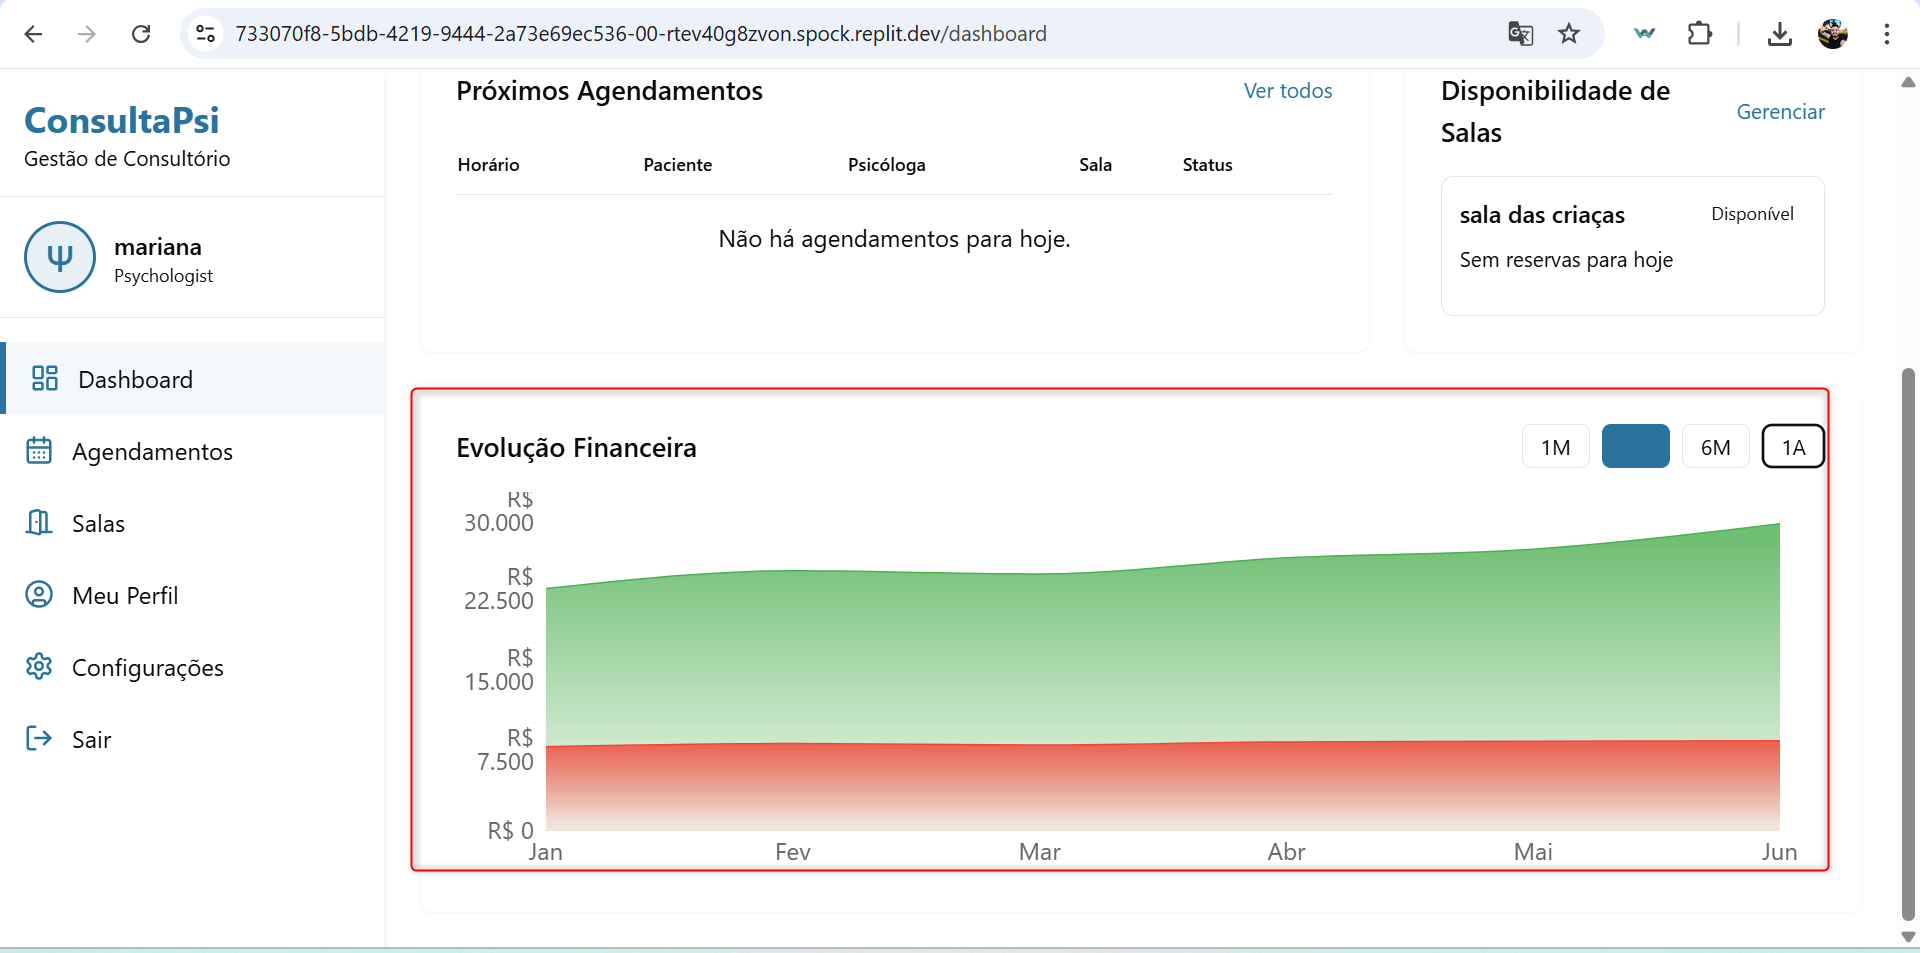 733070f8-5bdb-4219-9444-2a73e69ec536-00-rtev40g8zvon.spock.replit.dev/dashboard
ConsultaPsi
Gestão de Consultório
Ψ
mariana
Psychologist
Dashboard
Agendamentos
Salas
Meu Perfil
Configurações
Sair
Próximos Agendamentos
Ver todos
Horário Paciente Psicóloga Sala Status
Não há agendamentos para hoje.
Disponibilidade de
Salas
Gerenciar
sala das criaças
Disponível
Sem reservas para hoje
Evolução Financeira
1M 6M 1A
R$
30.000
R$
22.500
R$
15.000
R$
7.500
R$ 0
Jan Fev Mar Abr Mai Jun